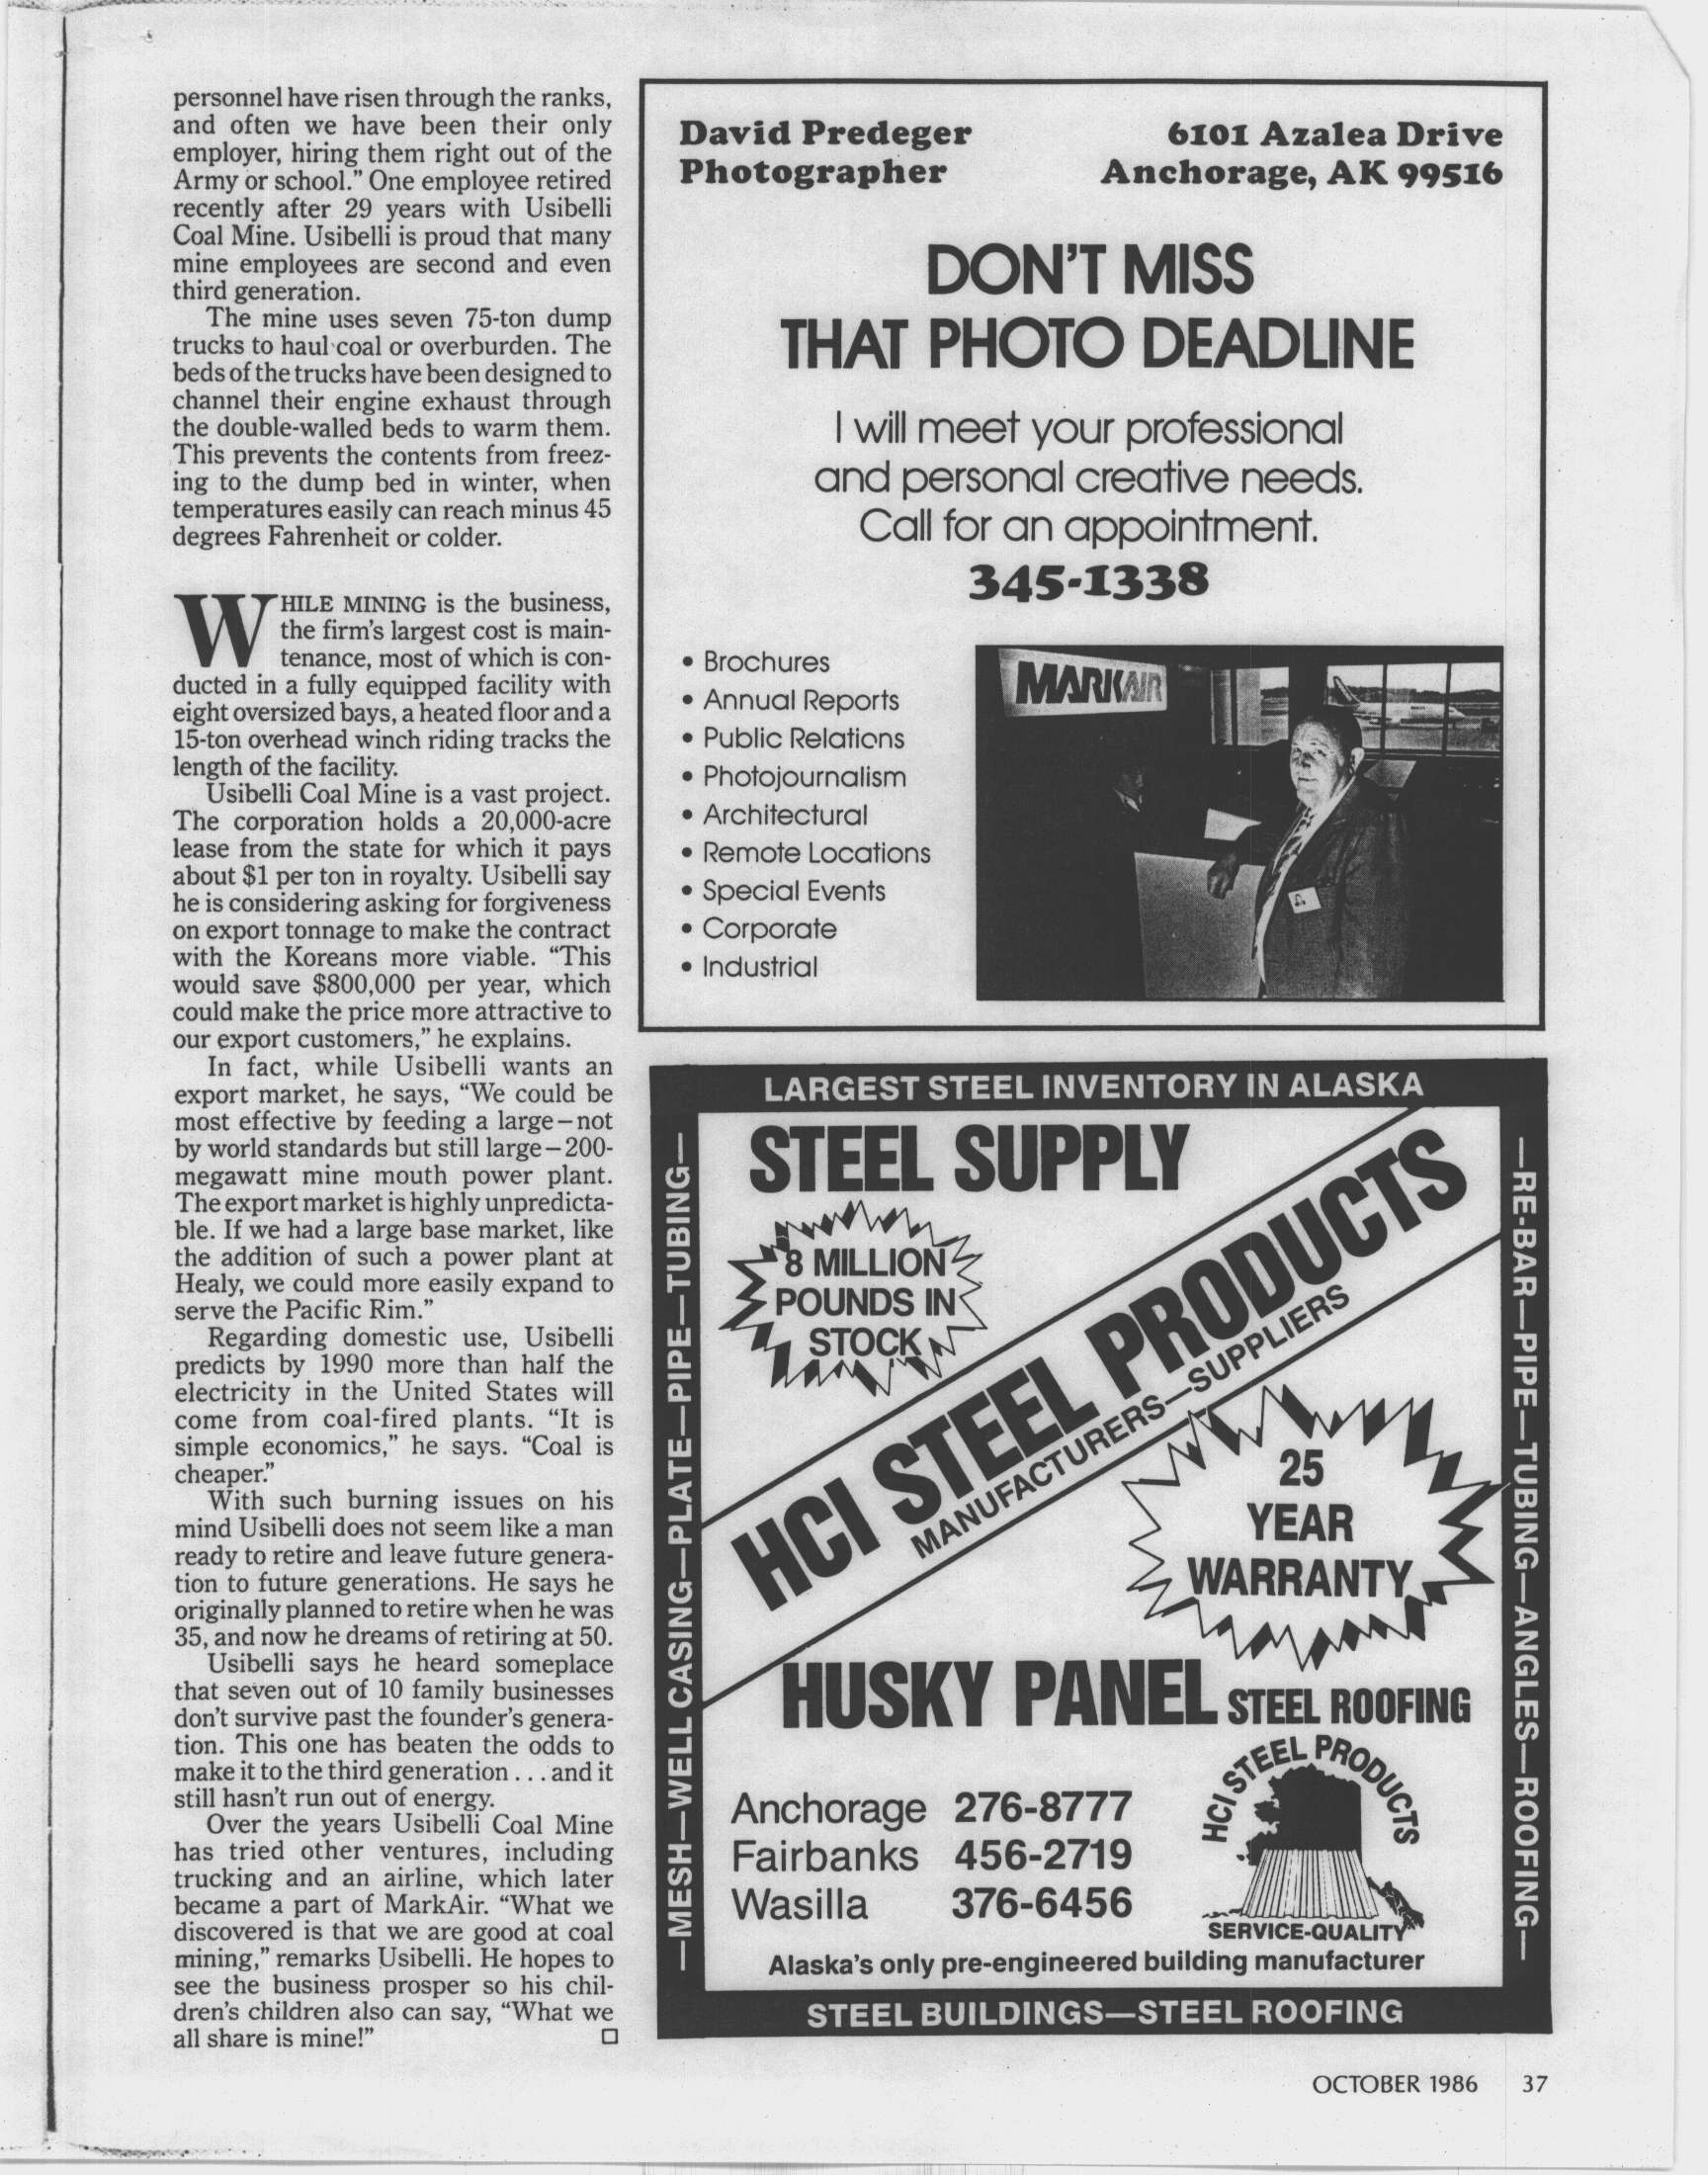 personnel have risen through the ranks,
and often we have been their only
employer, hiring them right out of the
Army or school.” One employee retired
recently after 29 years with Usibelli
Coal Mine. Usibelli is proud that many
mine employees are second and even
third generation.
The mine uses seven 75-ton dump
trucks to haul coal or overburden. The
beds of the trucks have been designed to
channel their engine exhaust through
the double-walled beds to warm them.
This prevents the contents from freez-
ing to the dump bed in winter, when
temperatures easily can reach minus 45
degrees Fahrenheit or colder.
WHILE MINING is the business,
the firm’s largest cost is main-
tenance, most of which is con-
ducted in a fully equipped facility with
eight oversized bays, a heated floor and a
15-ton overhead winch riding tracks the
length of the facility.
Usibelli Coal Mine is a vast project.
The corporation holds a 20,000-acre
lease from the state for which it pays
about $1 per ton in royalty. Usibelli say
he is considering asking for forgiveness
on export tonnage to make the contract
with the Koreans more viable. “This
would save $800,000 per year, which
could make the price more attractive to
our export customers,” he explains.
In fact, while Usibelli wants an
export market, he says, “We could be
most effective by feeding a large—not
by world standards but still large—200-
megawatt mine mouth power plant.
The export market is highly unpredicta-
ble. If we had a large base market, like
the addition of such a power plant at
Healy, we could more easily expand to
serve the Pacific Rim.”
Regarding domestic use, Usibelli
predicts by 1990 more than half the
electricity in the United States will
come from coal-fired plants. “It is
simple economics,” he says. “Coal is
cheaper.”
With such burning issues on his
mind Usibelli does not seem like a man
ready to retire and leave future genera-
tion to future generations. He says he
originally planned to retire when he was
35, and now he dreams of retiring at 50.
Usibelli says he heard someplace
that seven out of 10 family businesses
don’t survive past the founder’s genera-
tion. This one has beaten the odds to
make it to the third generation . . . and it
still hasn’t run out of energy.
Over the years Usibelli Coal Mine
has tried other ventures, including
trucking and an airline, which later
became a part of MarkAir. “What we
discovered is that we are good at coal
mining,” remarks Usibelli. He hopes to
see the business prosper so his chil-
dren’s children also can say, “What we
all share is mine!” □
David Predeger
Photographer
6101 Azalea Drive
Anchorage, AK 99516
DON'T MISS
THAT PHOTO DEADLINE
I will meet your professional
and personal creative needs.
Call for an appointment.
345-1338
• Brochures
• Annual Reports
• Public Relations
• Photojournalism
• Architectural
• Remote Locations
• Special Events
• Corporate
• Industrial
MARKAIR
LARGEST STEEL INVENTORY IN ALASKA
—MESH—WELL CASING—PLATE—PIPE—TUBING—
STEEL SUPPLY
8 MILLION
POUNDS IN
STOCK
HCI STEEL PRODUCTS
MANUFACTURERS—SUPPLIERS
25
YEAR
WARRANTY
HUSKY PANEL STEEL ROOFING
Anchorage 276-8777
Fairbanks 456-2719
Wasilla 376-6456
HCI STEEL PRODUCTS
SERVICE-QUALITY
Alaska's only pre-engineered building manufacturer
—RE-BAR—PIPE—TUBING—ANGLES—ROOFING—
STEEL BUILDINGS—STEEL ROOFING
OCTOBER 1986 37